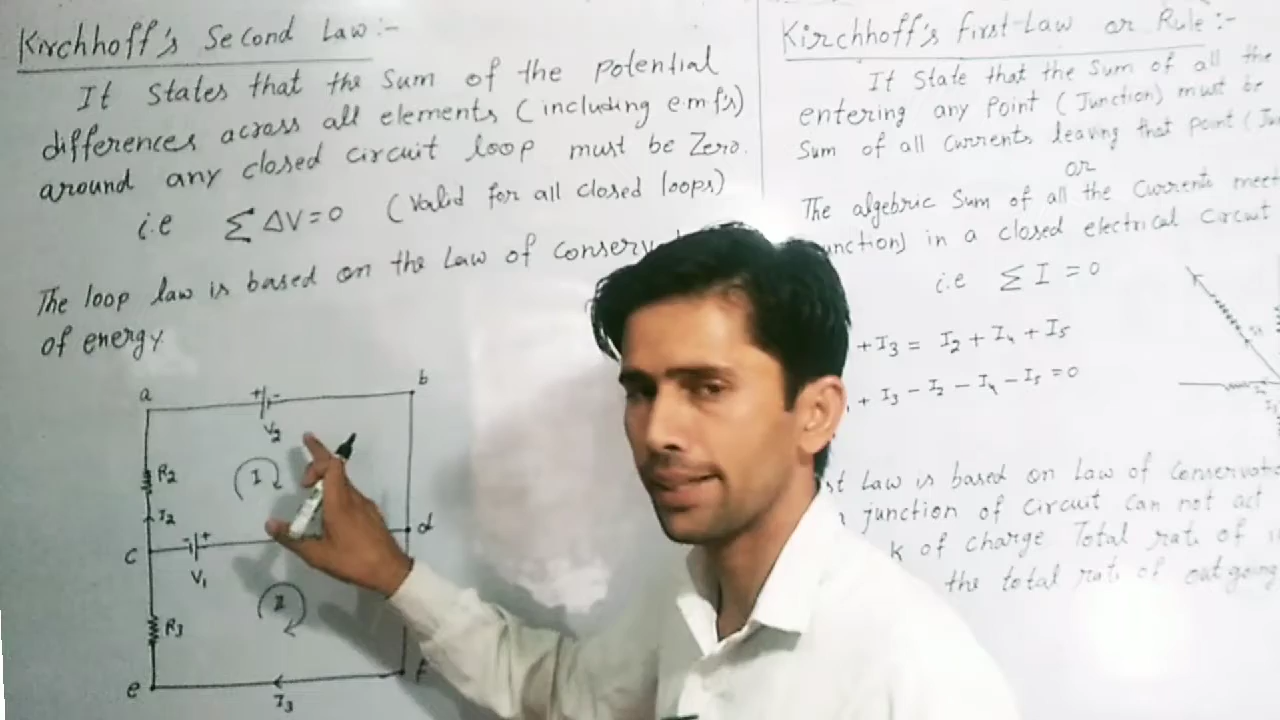 Kirchhoff's Second Law :-
It States that the Sum of the Potential
differences across all elements (including e.m.f's)
around any closed circuit loop must be Zero.
i.e Σ ΔV = 0 (Valid for all closed loops)
The loop law is based on the Law of
of energy
a
b
+ -
V2
R2
I
I2
c
d
- +
V1
2
R3
e
f
I3
Kirchhoff's first-Law or Rule :-
It State that the Sum of all the
entering any Point (Junction) must be
Sum of all Currents leaving that point
or
The algebric Sum of all the Currents
in a closed electrical Circuit
i.e Σ I = 0
+ I3 = I2 + I4 + I5
+ I3 - I2 - I4 - I5 = 0
Law is based on Law of
junction of Circuit Can not act
of charge. Total rate of
the total rate of outgoing